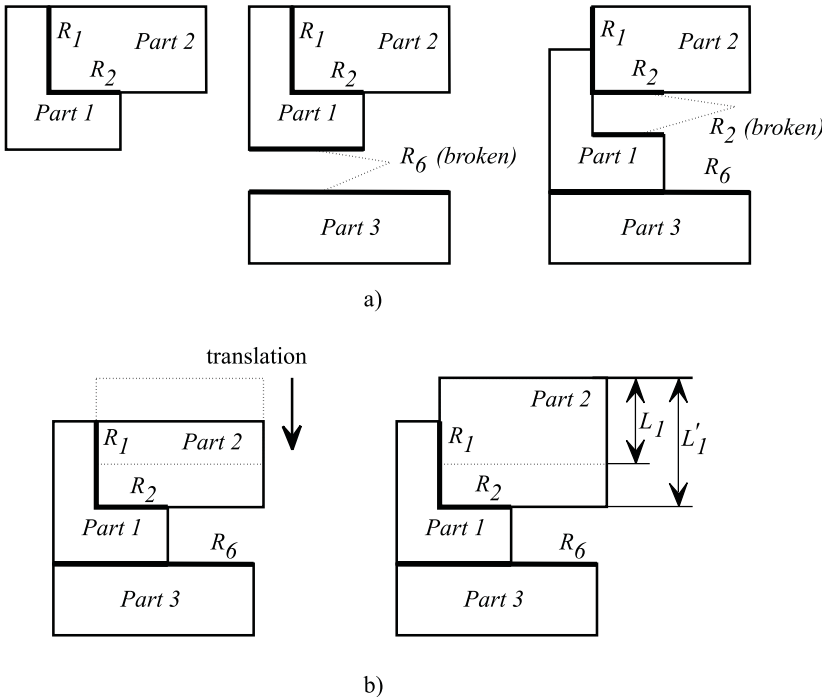 R1 Part 2
R2
Part 1
R1 Part 2
R2
Part 1
R6 (broken)
Part 3
R1 Part 2
R2
R2 (broken)
Part 1
R6
Part 3
a)
translation
R1 Part 2
R2
Part 1
R6
Part 3
Part 2
L1 L'1
R1
R2
Part 1
R6
Part 3
b)